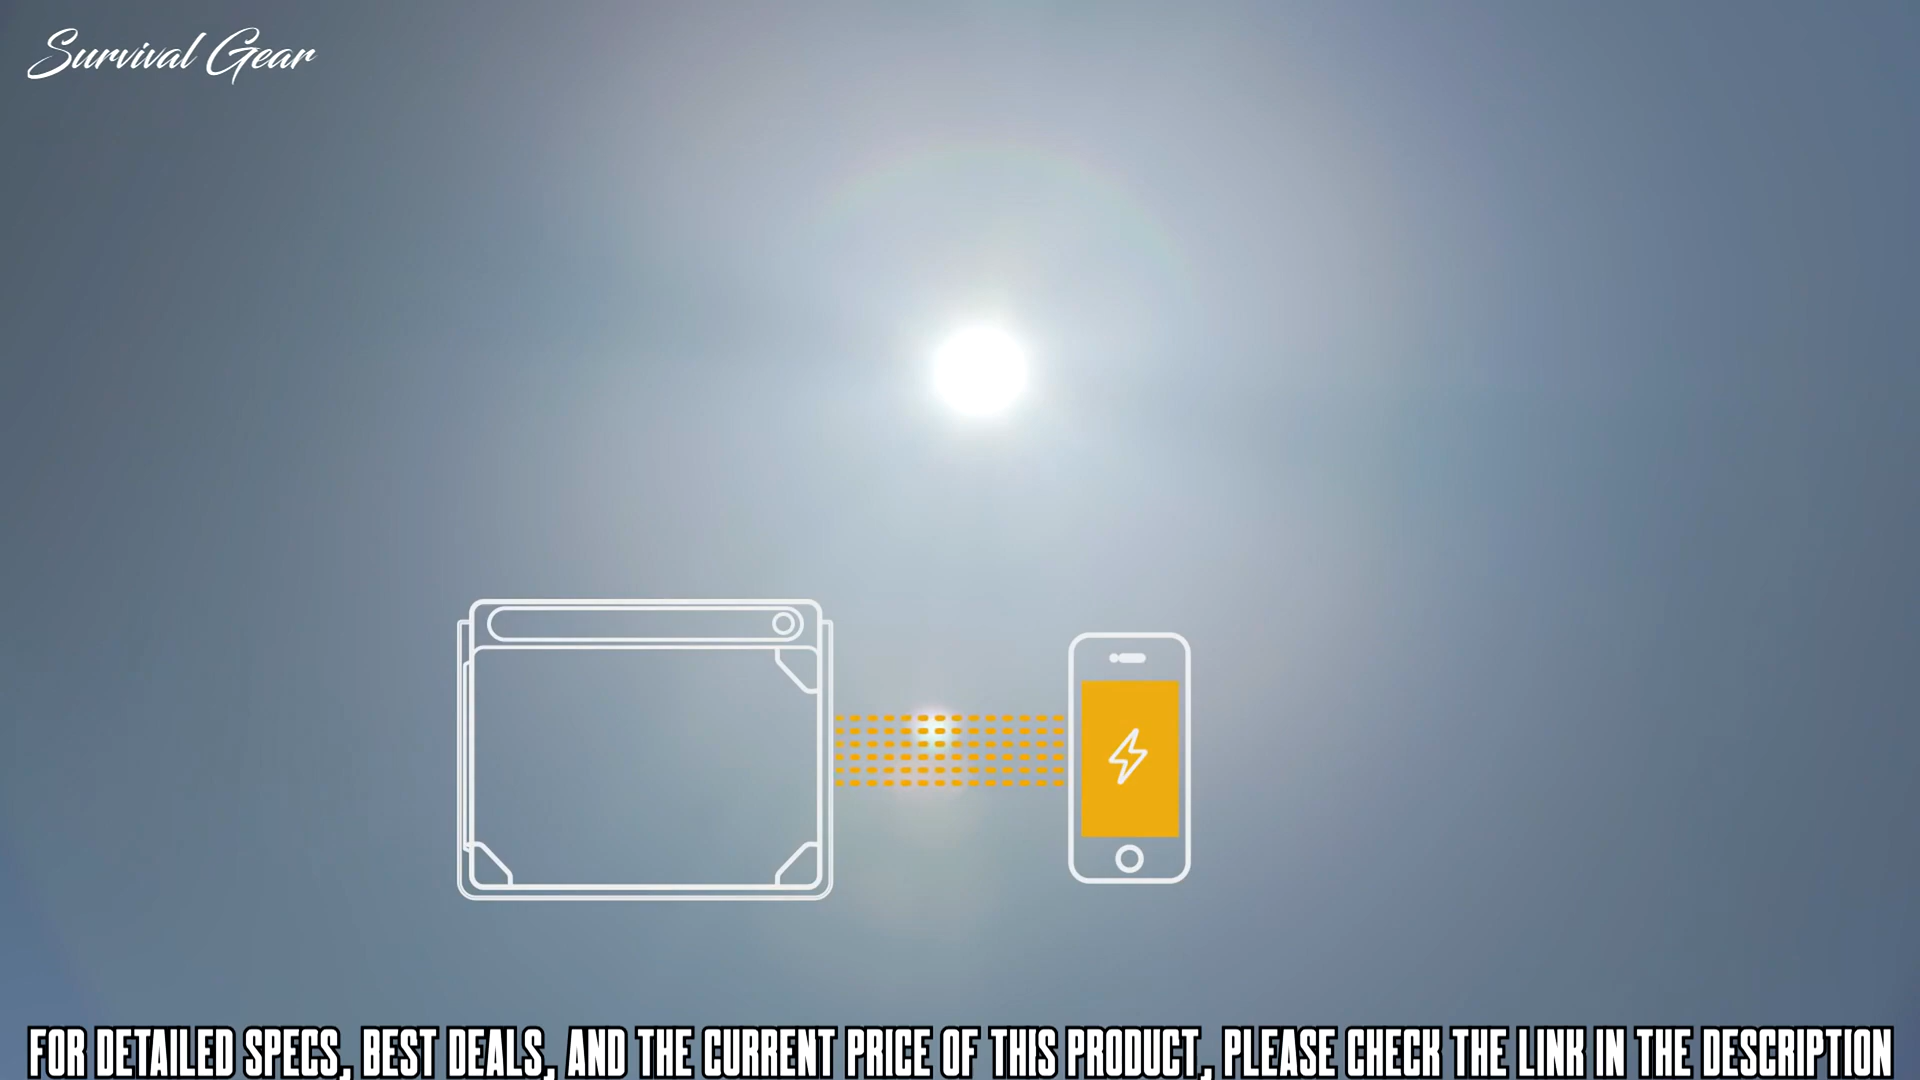 Survival Gear
FOR DETAILED SPECS, BEST DEALS, AND THE CURRENT PRICE OF THIS PRODUCT, PLEASE CHECK THE LINK IN THE DESCRIPTION